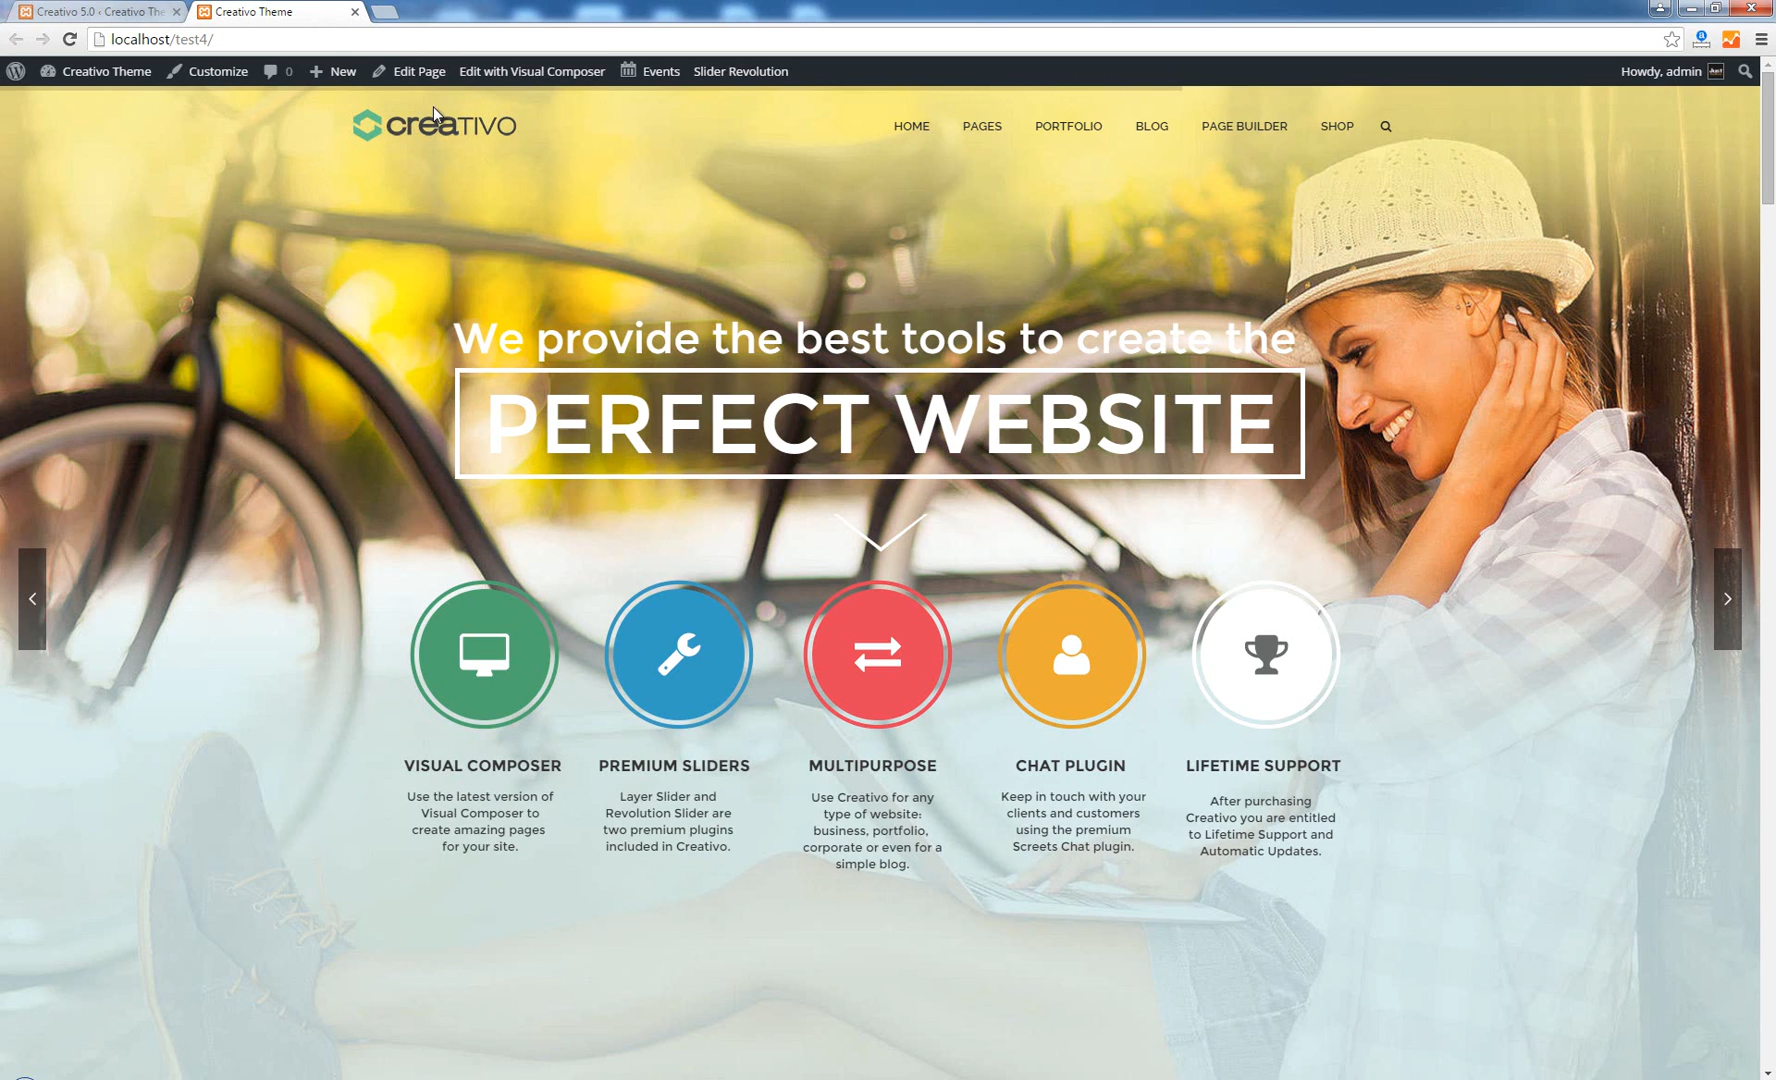 Creativo 5.0 ‹ Creativo The
Creativo Theme
localhost/test4/
Creativo Theme
Customize
0
New
Edit Page
Edit with Visual Composer
Events
Slider Revolution
Howdy, admin
creaTIVO
HOME
PAGES
PORTFOLIO
BLOG
PAGE BUILDER
SHOP
We provide the best tools to create the
PERFECT WEBSITE
VISUAL COMPOSER
Use the latest version of
Visual Composer to
create amazing pages
for your site.
PREMIUM SLIDERS
Layer Slider and
Revolution Slider are
two premium plugins
included in Creativo.
MULTIPURPOSE
Use Creativo for any
type of website:
business, portfolio,
corporate or even for a
simple blog.
CHAT PLUGIN
Keep in touch with your
clients and customers
using the premium
Screets Chat plugin.
LIFETIME SUPPORT
After purchasing
Creativo you are entitled
to Lifetime Support and
Automatic Updates.